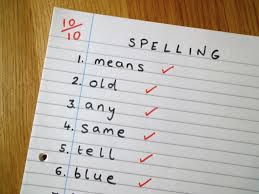 10/10
SPELLING
1. means ✓
2. old ✓
3. any ✓
4. same ✓
5. tell ✓
6. blue ✓